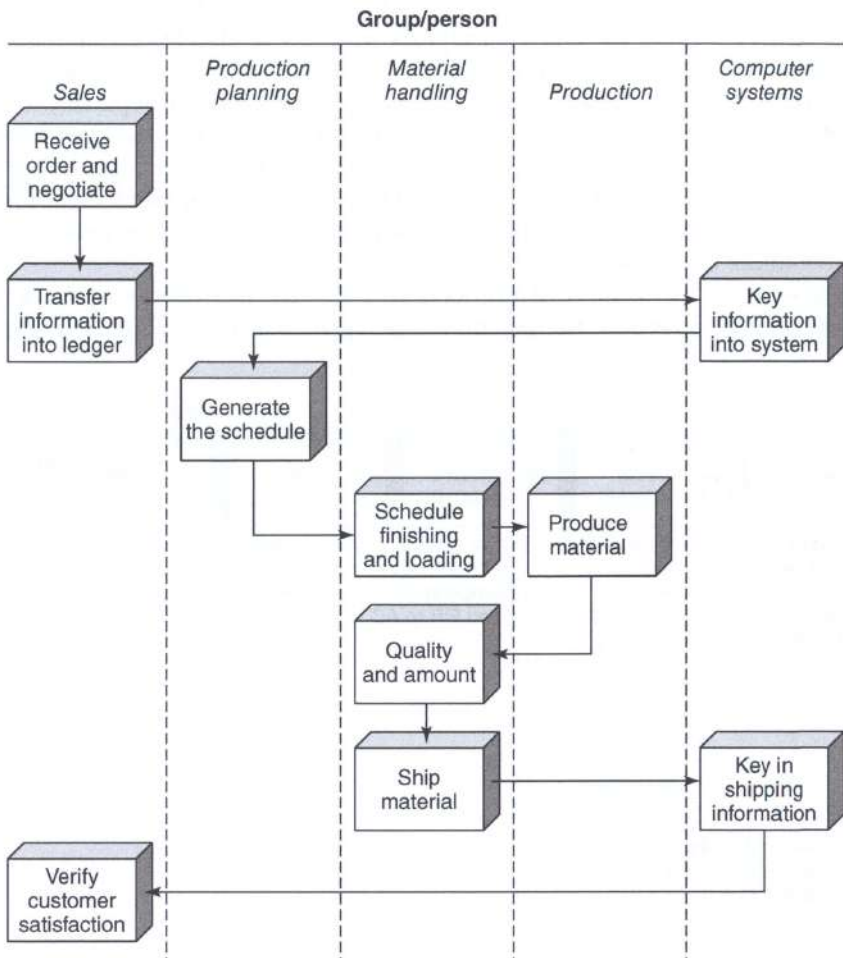 Group/person
Sales
Production
planning
Material
handling
Production
Computer
systems
Receive
order and
negotiate
Transfer
information
into ledger
Key
information
into system
Generate
the schedule
Schedule
finishing
and loading
Produce
material
Quality
and amount
Ship
material
Key in
shipping
information
Verify
customer
satisfaction